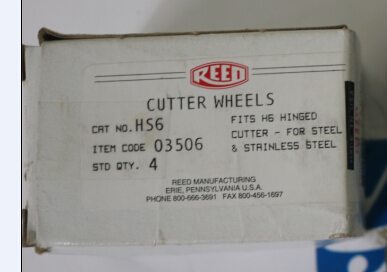 REED
CUTTER WHEELS
CAT NO. HS6
ITEM CODE 03506
STD QTY. 4
FITS H6 HINGED
CUTTER - FOR STEEL
& STAINLESS STEEL
REED MANUFACTURING
ERIE, PENNSYLVANIA U.S.A.
PHONE 800-666-3691 FAX 800-456-1697